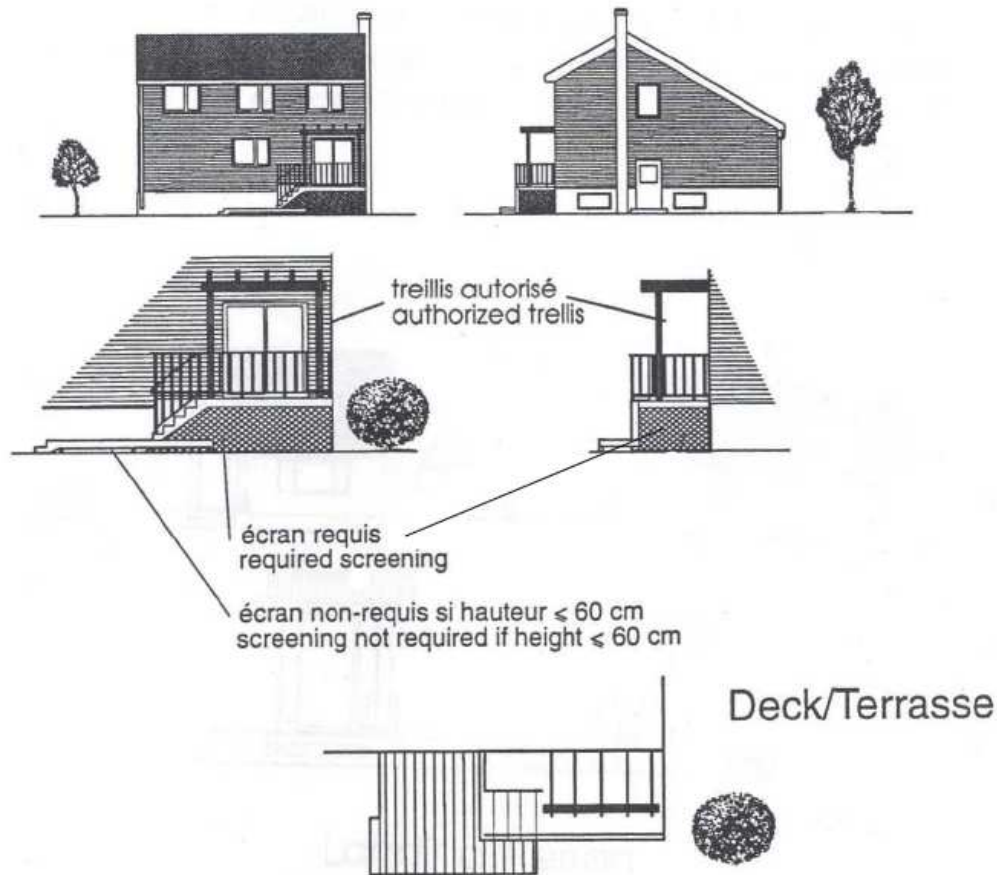 treillis autorisé
authorized trellis
écran requis
required screening
écran non-requis si hauteur ⩽ 60 cm
screening not required if height ⩽ 60 cm
Deck/Terrasse